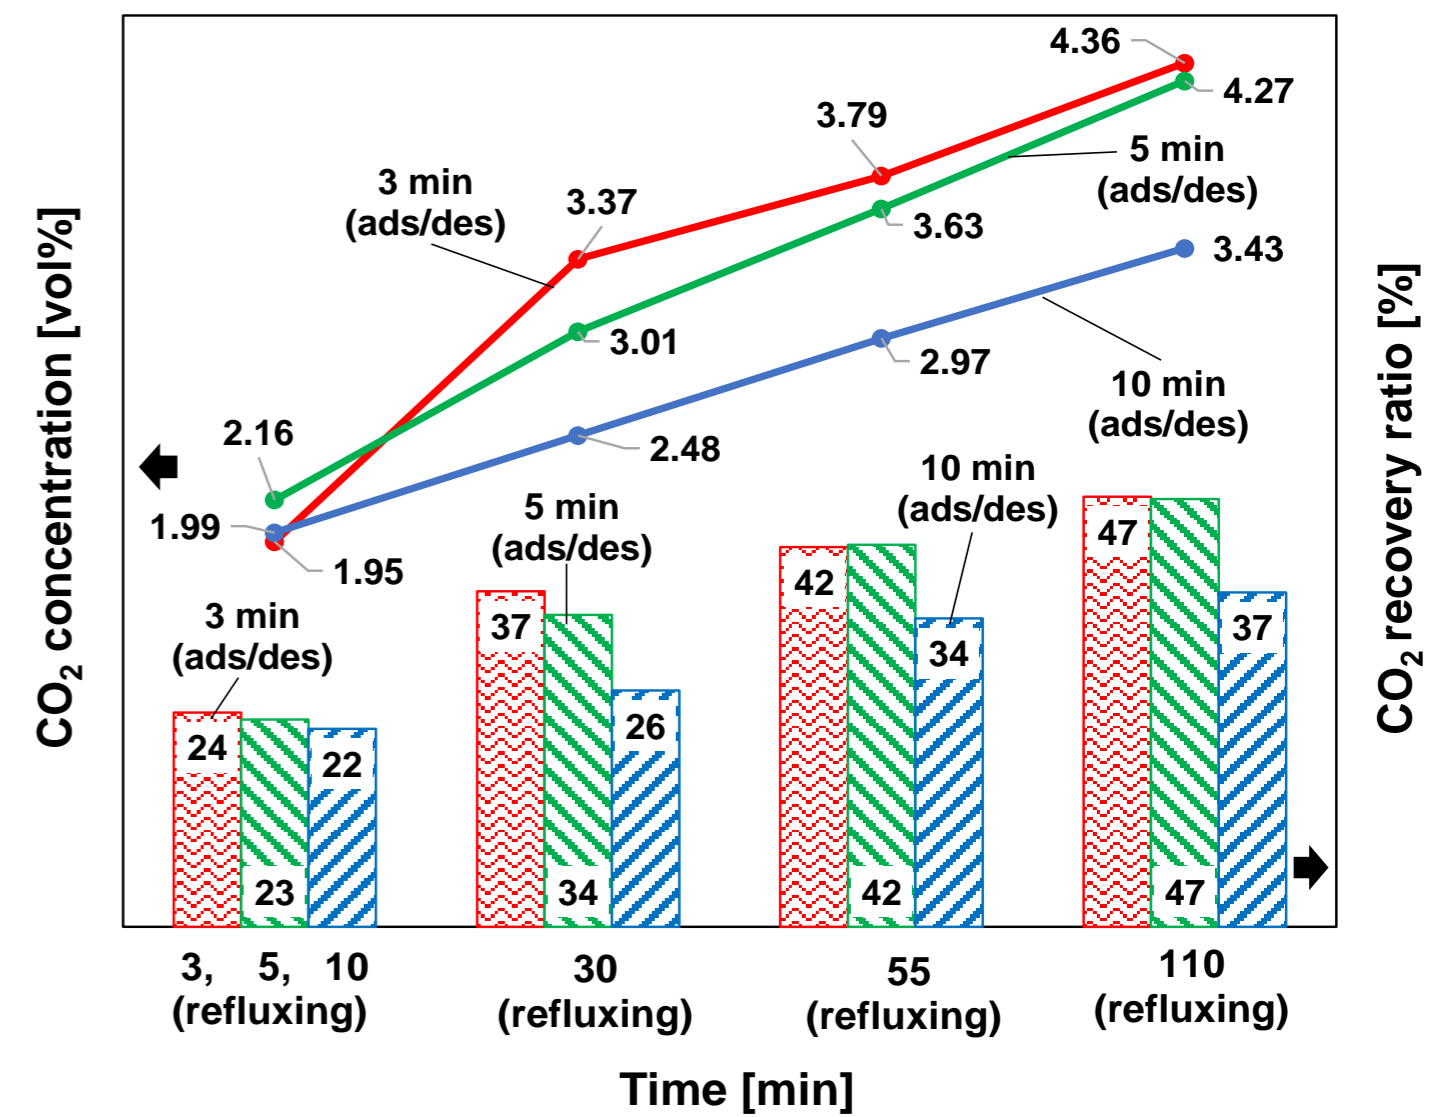 CO2 concentration [vol%]
4.36
4.27
3.79
5 min
(ads/des)
3 min
(ads/des)
3.37
3.63
3.43
3.01
2.97
10 min
(ads/des)
2.16
2.48
1.99
1.95
10 min
(ads/des)
5 min
(ads/des)
3 min
(ads/des)
24
23
22
37
34
26
42
42
34
47
47
37
CO2 recovery ratio [%]
3, 5, 10
(refluxing)
30
(refluxing)
55
(refluxing)
110
(refluxing)
Time [min]